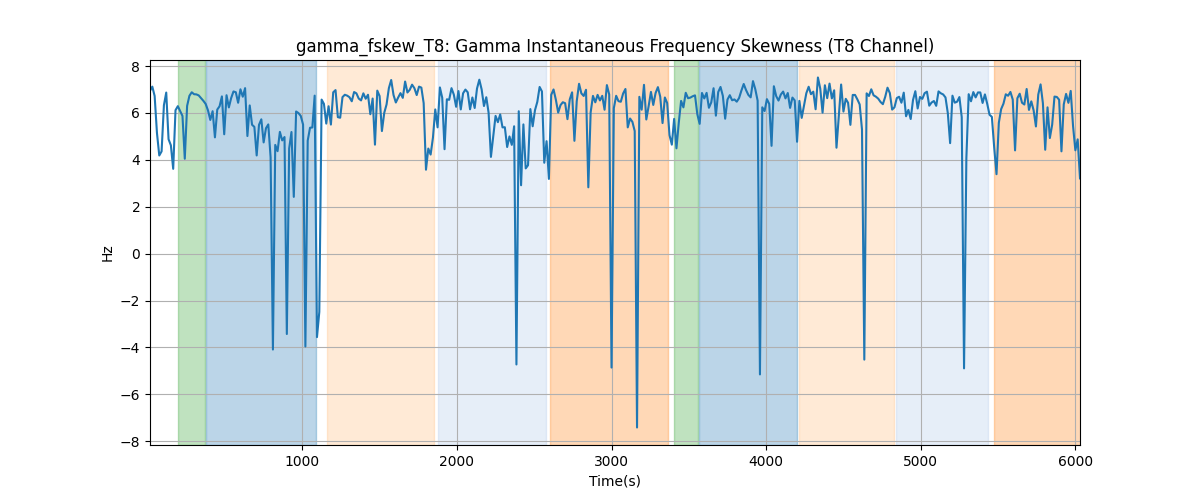 gamma_fskew_T8: Gamma Instantaneous Frequency Skewness (T8 Channel)
8
6
4
2
0
−2
−4
−6
−8
Hz
1000 2000 3000 4000 5000 6000
Time(s)